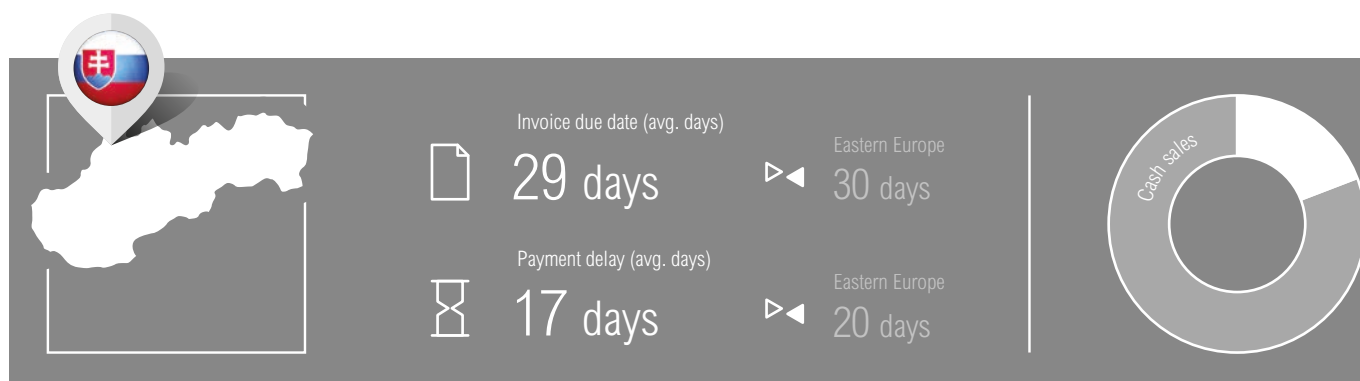 Invoice due date (avg. days)
29 days
Eastern Europe
30 days
Payment delay (avg. days)
17 days
Eastern Europe
20 days
Cash sales